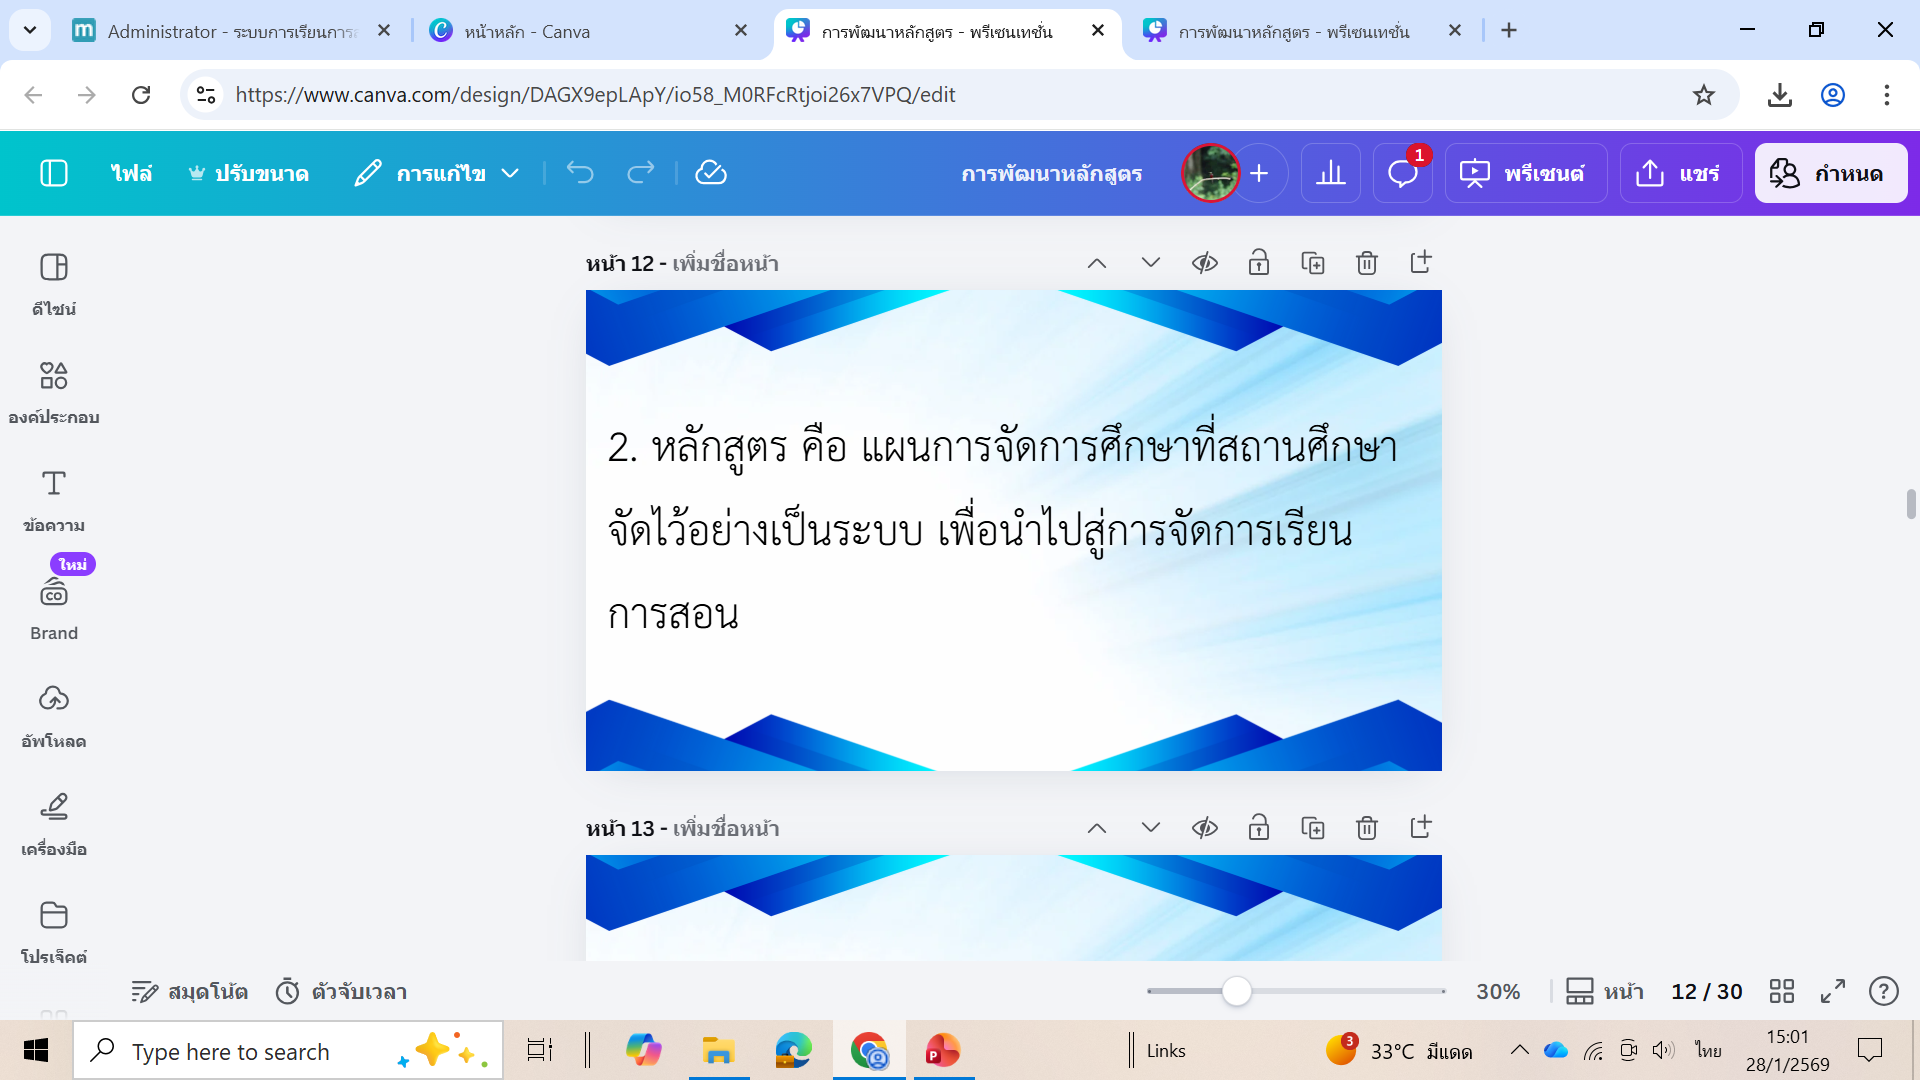 Administrator - ระบบการเรียนการส
หน้าหลัก - Canva
การพัฒนาหลักสูตร - พรีเซนเทชั่น
การพัฒนาหลักสูตร - พรีเซนเทชั่น
https://www.canva.com/design/DAGX9epLApY/io58_M0RFcRtjoi26x7VPQ/edit
ไฟล์
ปรับขนาด
การแก้ไข
การพัฒนาหลักสูตร
1
พรีเซนต์
แชร์
กำหนด
ดีไซน์
องค์ประกอบ
ข้อความ
ใหม่
Brand
อัพโหลด
เครื่องมือ
โปรเจ็คต์
หน้า 12 - เพิ่มชื่อหน้า
2. หลักสูตร คือ แผนการจัดการศึกษาที่สถานศึกษา
จัดไว้อย่างเป็นระบบ เพื่อนำไปสู่การจัดการเรียน
การสอน
หน้า 13 - เพิ่มชื่อหน้า
สมุดโน้ต
ตัวจับเวลา
30%
หน้า
12 / 30
Type here to search
Links
3
33°C มีแดด
ไทย
15:01
28/1/2569